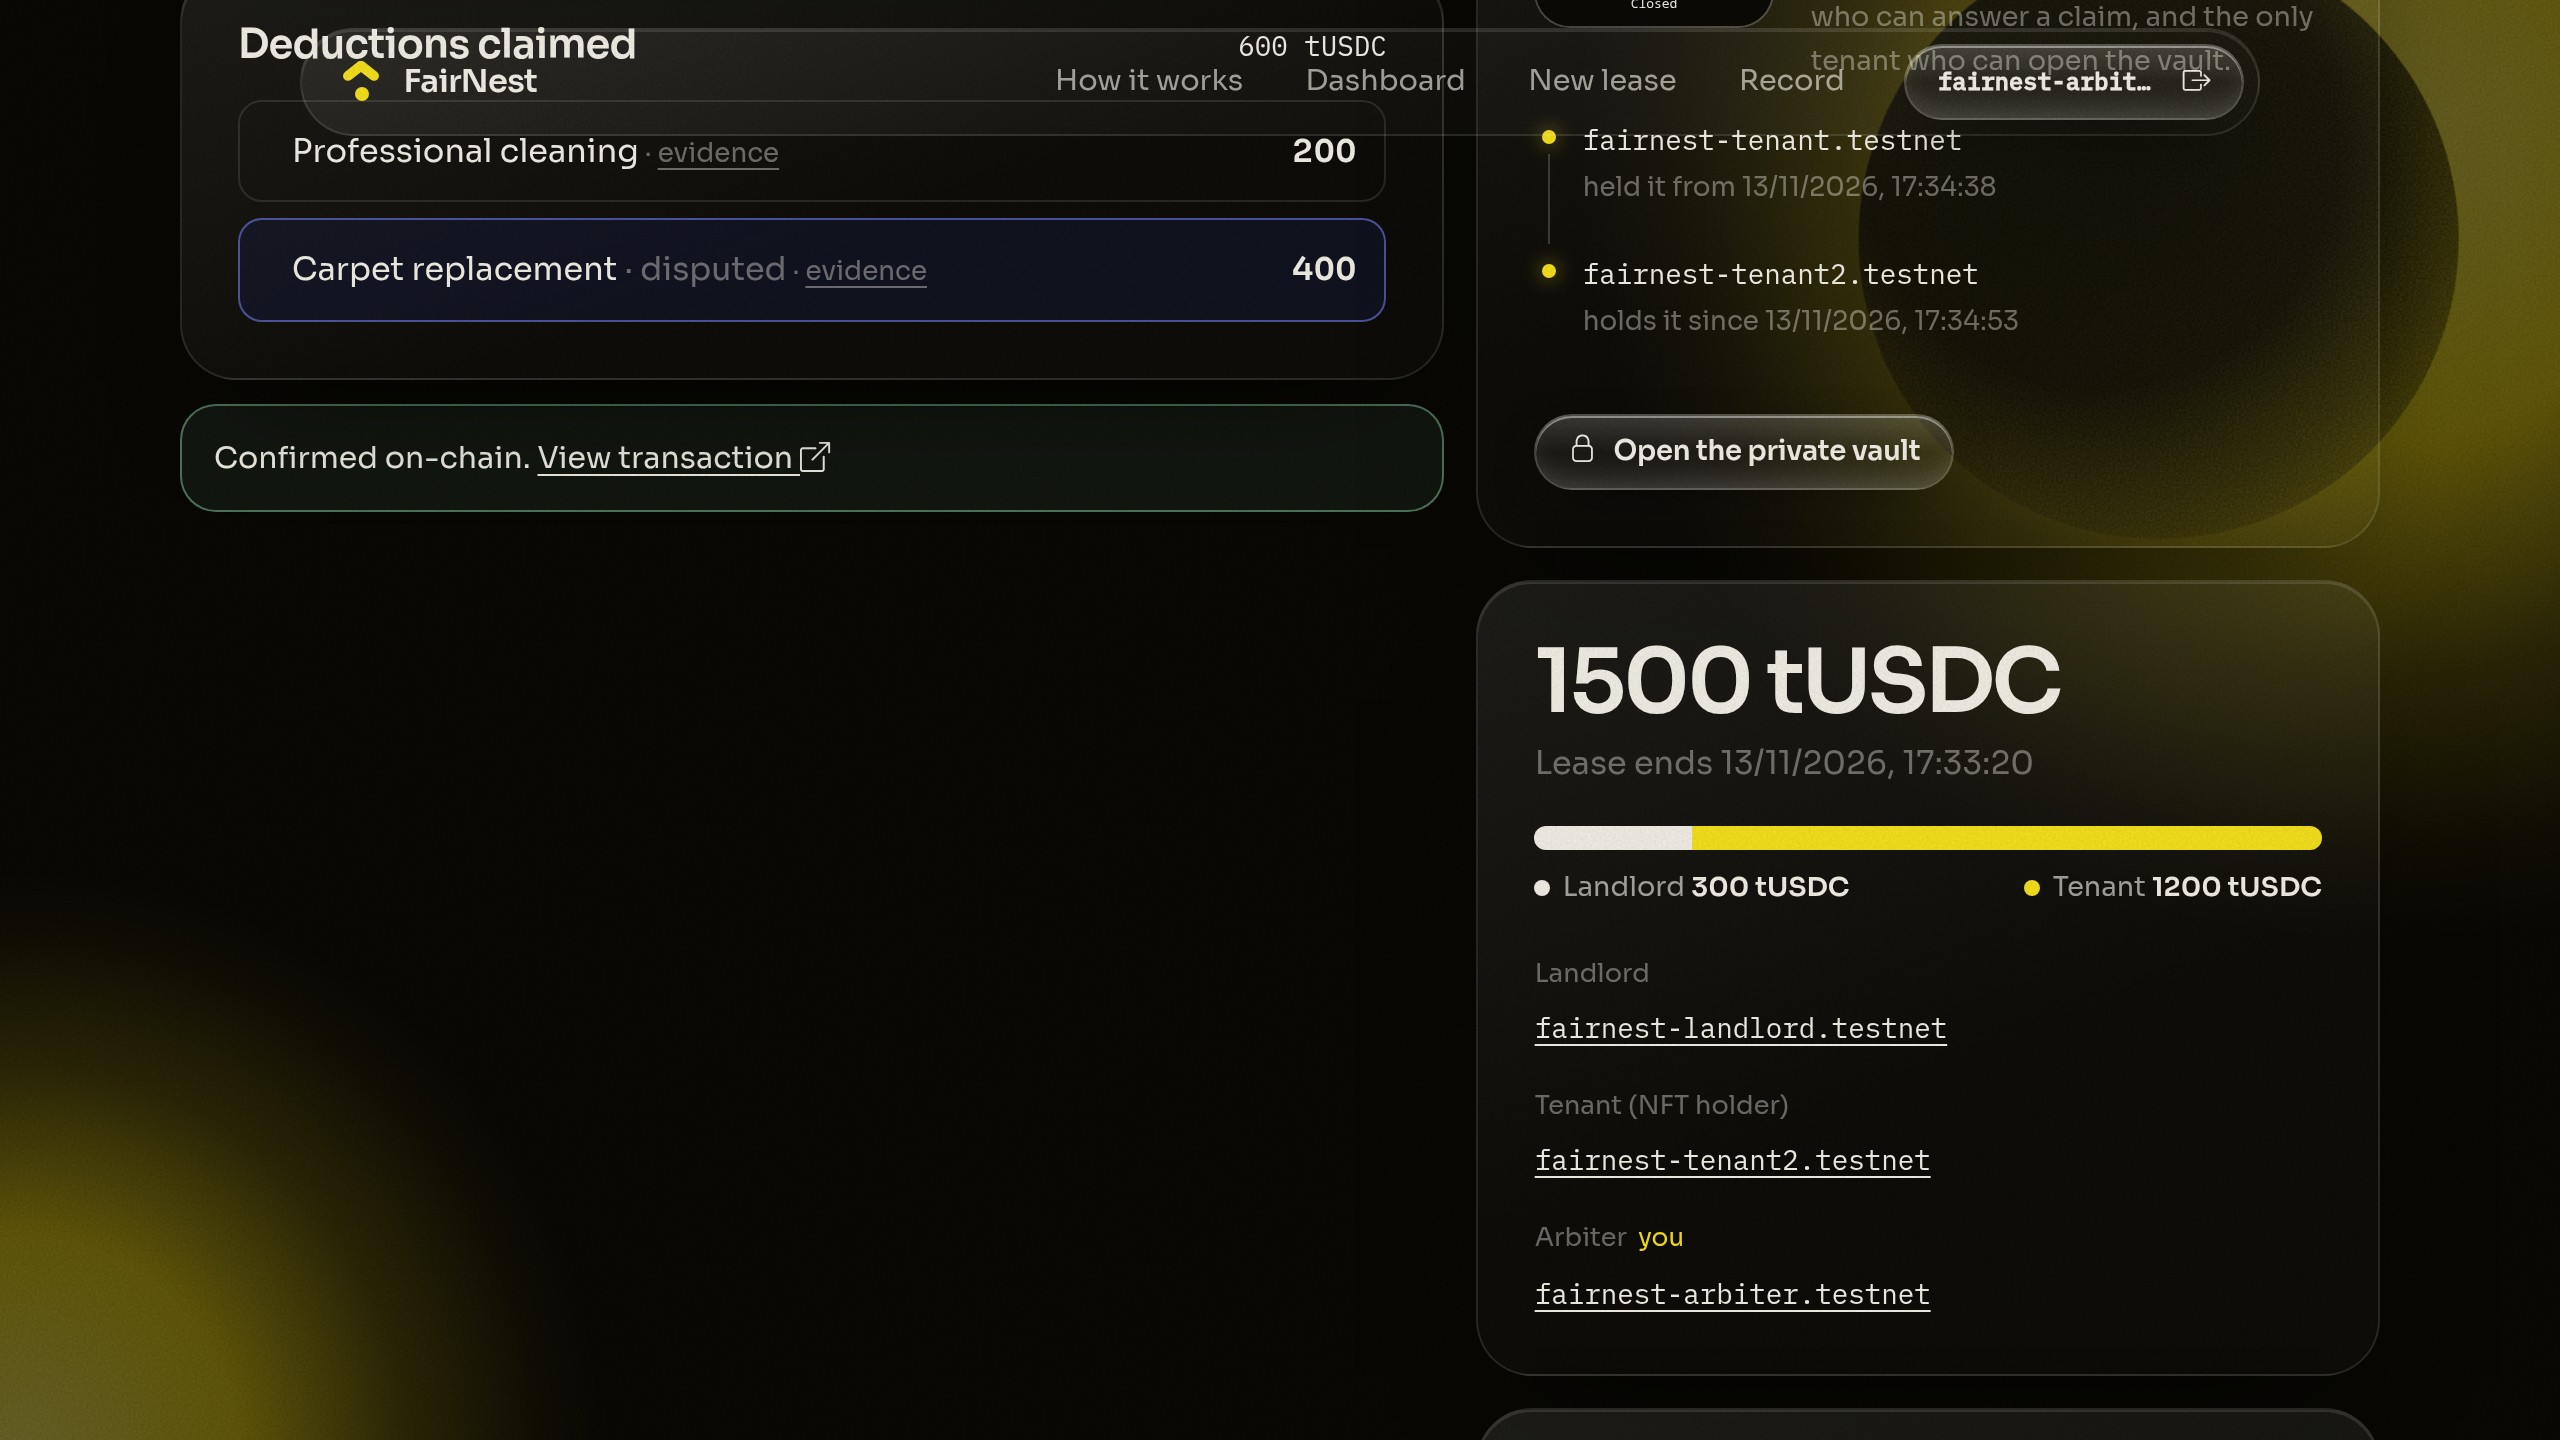 Deductions claimed
600 tUSDC
FairNest
How it works
Dashboard
New lease
Record
fairnest-arbit…
Professional cleaning · evidence
200
Carpet replacement · disputed · evidence
400
Confirmed on-chain. View transaction
Closed
who can answer a claim, and the only
tenant who can open the vault.
fairnest-tenant.testnet
held it from 13/11/2026, 17:34:38
fairnest-tenant2.testnet
holds it since 13/11/2026, 17:34:53
Open the private vault
1500 tUSDC
Lease ends 13/11/2026, 17:33:20
Landlord 300 tUSDC
Tenant 1200 tUSDC
Landlord
fairnest-landlord.testnet
Tenant (NFT holder)
fairnest-tenant2.testnet
Arbiter you
fairnest-arbiter.testnet